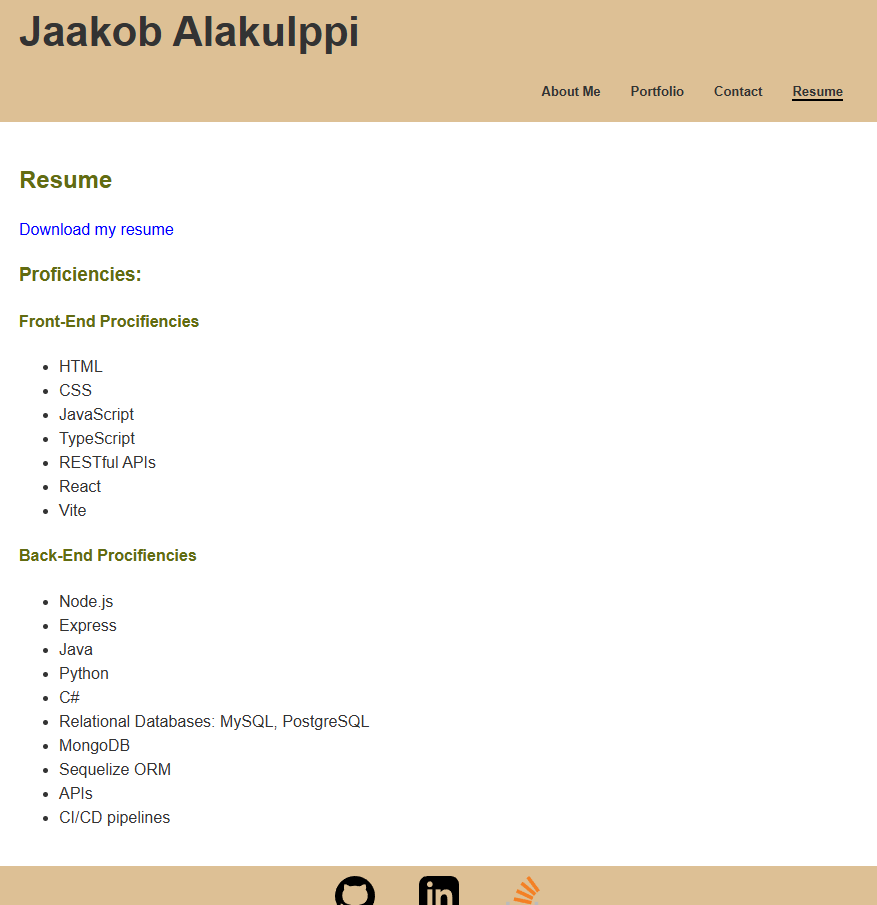 Jaakob Alakulppi
About Me Portfolio Contact Resume
Resume
Download my resume
Proficiencies:
Front-End Procifiencies
HTML
CSS
JavaScript
TypeScript
RESTful APIs
React
Vite
Back-End Procifiencies
Node.js
Express
Java
Python
C#
Relational Databases: MySQL, PostgreSQL
MongoDB
Sequelize ORM
APIs
CI/CD pipelines
in